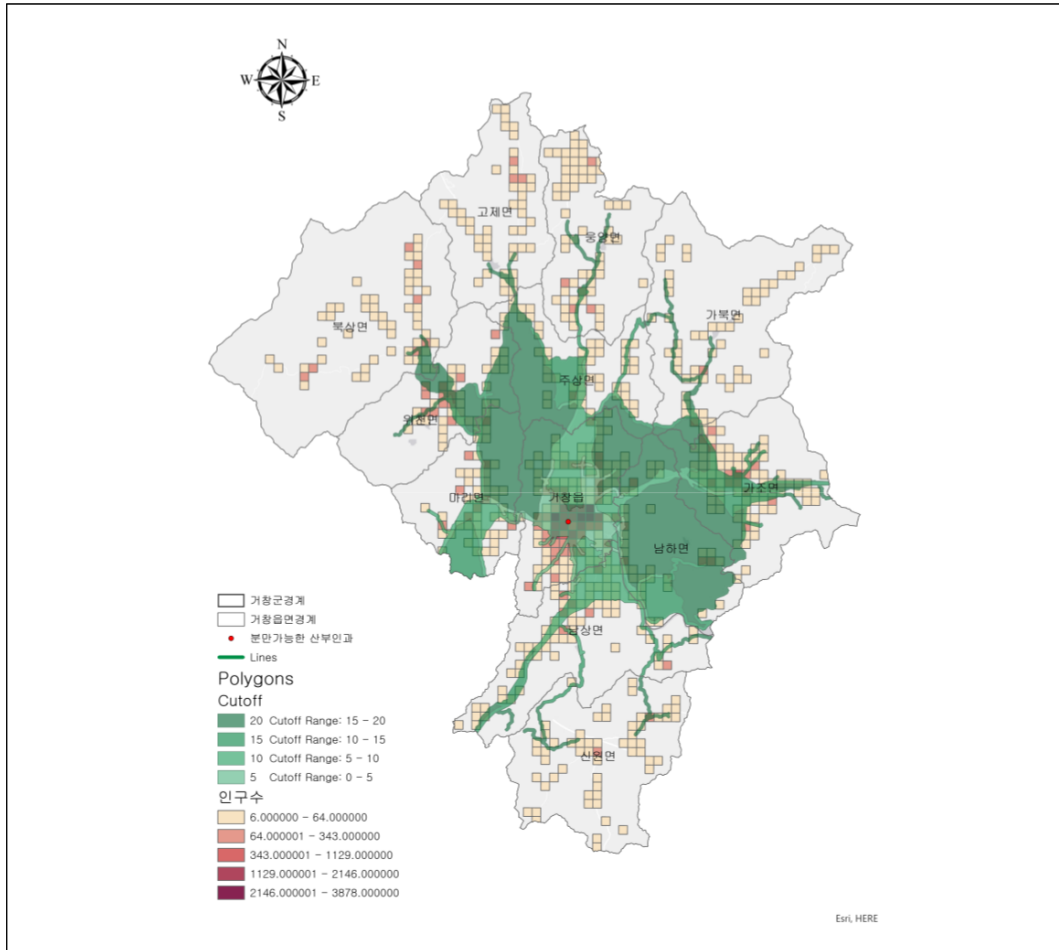 N
W E
S
고제면
웅양면
가북면
북상면
주상면
위천면
가조면
마리면
거창읍
남하면
남상면
신원면
거창군경계
거창읍면경계
분만가능한 산부인과
Lines
Polygons
Cutoff
20 Cutoff Range: 15 - 20
15 Cutoff Range: 10 - 15
10 Cutoff Range: 5 - 10
5 Cutoff Range: 0 - 5
인구수
6.000000 - 64.000000
64.000001 - 343.000000
343.000001 - 1129.000000
1129.000001 - 2146.000000
2146.000001 - 3878.000000
Esri, HERE